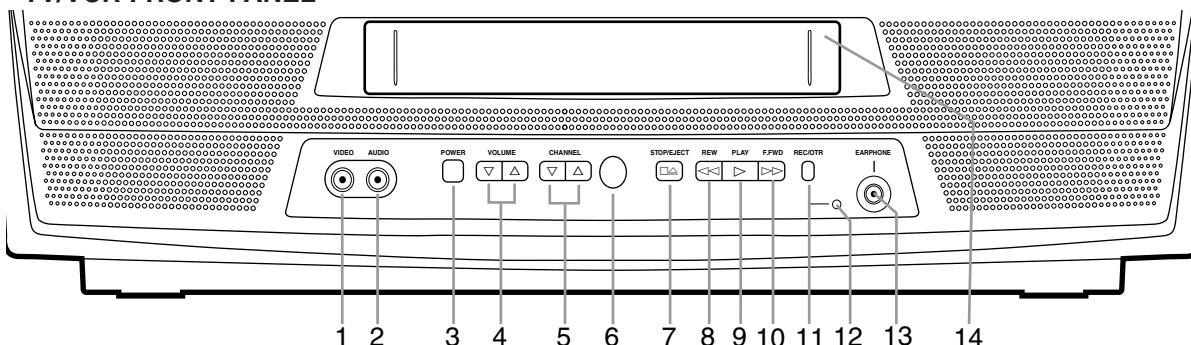 TV/VCR FRONT PANEL
VIDEO AUDIO POWER VOLUME CHANNEL STOP/EJECT REW PLAY F.FWD REC/OTR EARPHONE
1 2 3 4 5 6 7 8 9 10 11 12 13 14